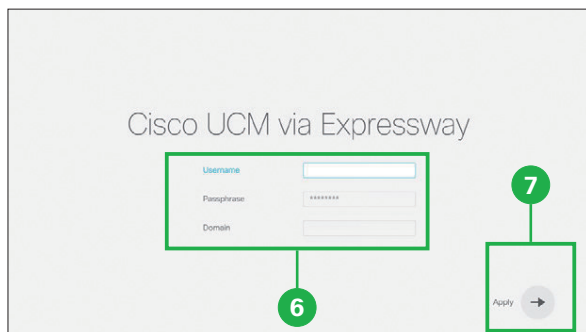 Cisco UCM via Expressway
Username
Passphrase
********
Domain
7
6
Apply